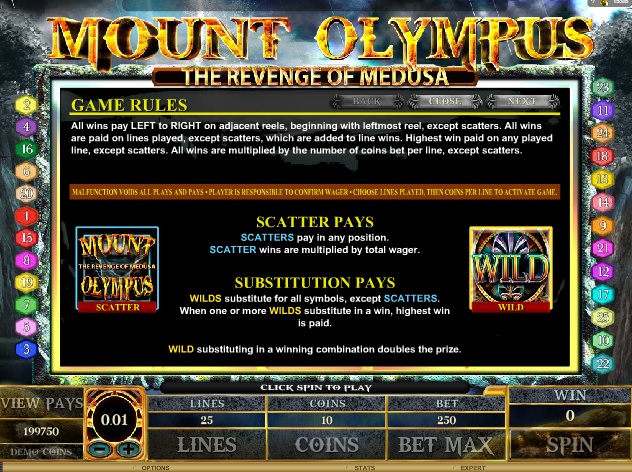 MOUNT OLYMPUS
THE REVENGE OF MEDUSA
GAME RULES
BACK
CLOSE
NEXT
All wins pay LEFT to RIGHT on adjacent reels, beginning with leftmost reel, except scatters. All wins
are paid on lines played, except scatters, which are added to line wins. Highest win paid on any played
line, except scatters. All wins are multiplied by the number of coins bet per line, except scatters.
MALFUNCTION VOIDS ALL PLAYS AND PAYS • PLAYER IS RESPONSIBLE TO CONFIRM WAGER • CHOOSE LINES PLAYED, THEN COINS PER LINE TO ACTIVATE GAME.
SCATTER PAYS
SCATTERS pay in any position.
SCATTER wins are multiplied by total wager.
MOUNT
THE REVENGE OF MEDUSA
OLYMPUS
SCATTER
WILD
WILD
SUBSTITUTION PAYS
WILDS substitute for all symbols, except SCATTERS.
When one or more WILDS substitute in a win, highest win
is paid.
WILD substituting in a winning combination doubles the prize.
2
4
16
6
20
1
15
8
19
7
5
3
23
11
24
18
13
14
9
21
12
17
25
10
22
CLICK SPIN TO PLAY
VIEW PAYS
199750
DEMO COINS
0.01
LINES
25
LINES
COINS
10
COINS
BET
250
BET MAX
WIN
0
SPIN
OPTIONS
STATS
EXPERT